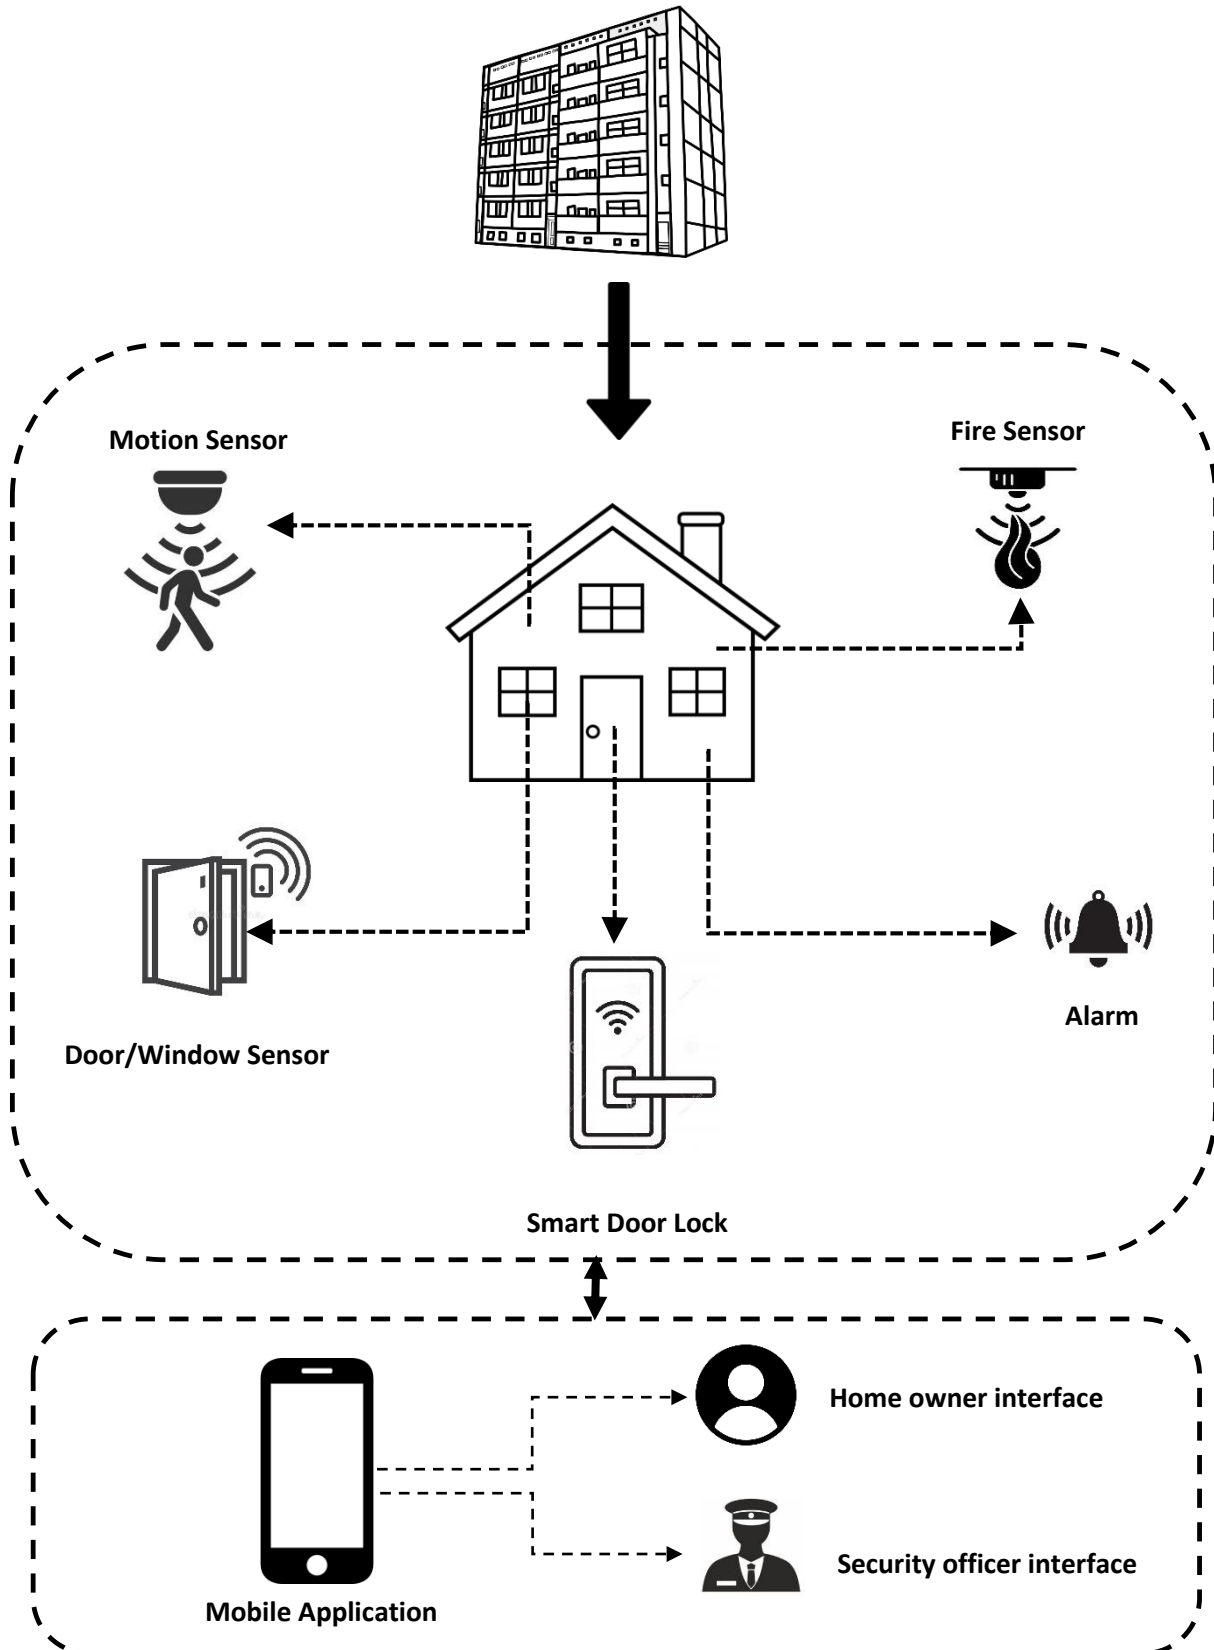 Motion Sensor
Fire Sensor
Door/Window Sensor
Alarm
Smart Door Lock
Home owner interface
Security officer interface
Mobile Application